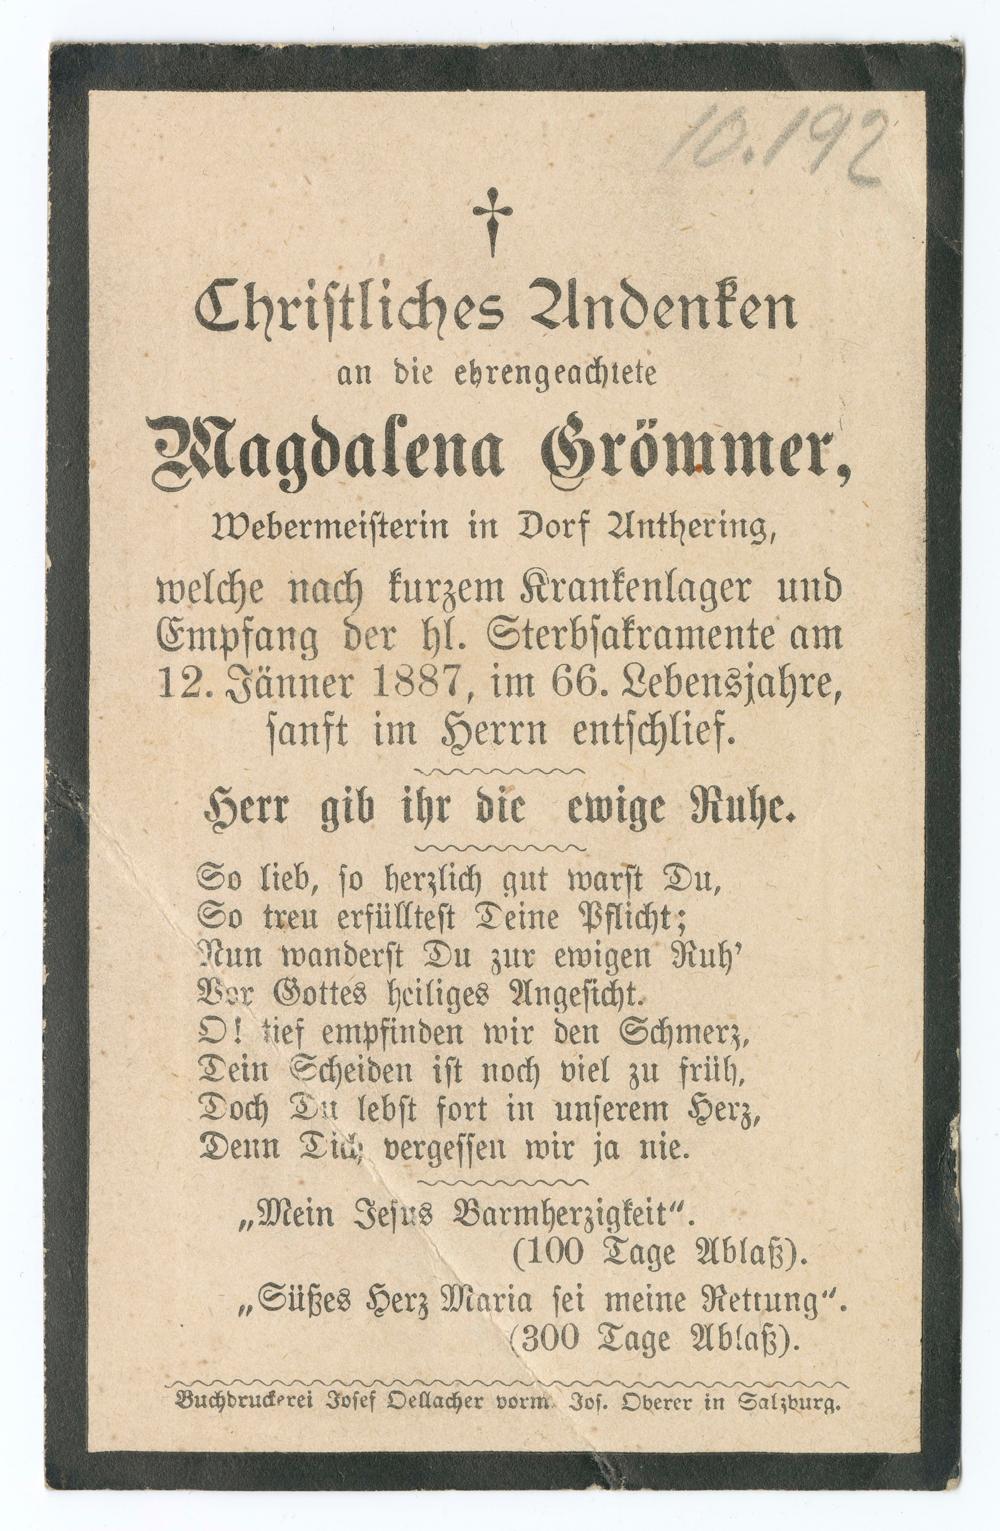 10.192
†
Christliches Andenken
an die ehrengeachtete
Magdalena Grömmer,
Webermeisterin in Dorf Anthering,
welche nach kurzem Krankenlager und
Empfang der hl. Sterbsakramente am
12. Jänner 1887, im 66. Lebensjahre,
sanft im Herrn entschlief.
Herr gib ihr die ewige Ruhe.
So lieb, so herzlich gut warst Du,
So treu erfülltest Deine Pflicht;
Nun wanderst Du zur ewigen Ruh’
Vor Gottes heiliges Angesicht.
O! tief empfinden wir den Schmerz,
Dein Scheiden ist noch viel zu früh,
Doch Du lebst fort in unserem Herz,
Denn Dich vergessen wir ja nie.
„Mein Jesus Barmherzigkeit“.
(100 Tage Ablaß).
„Süßes Herz Maria sei meine Rettung“.
(300 Tage Ablaß).
Buchdruckerei Josef Oellacher vorm. Jos. Oberer in Salzburg.